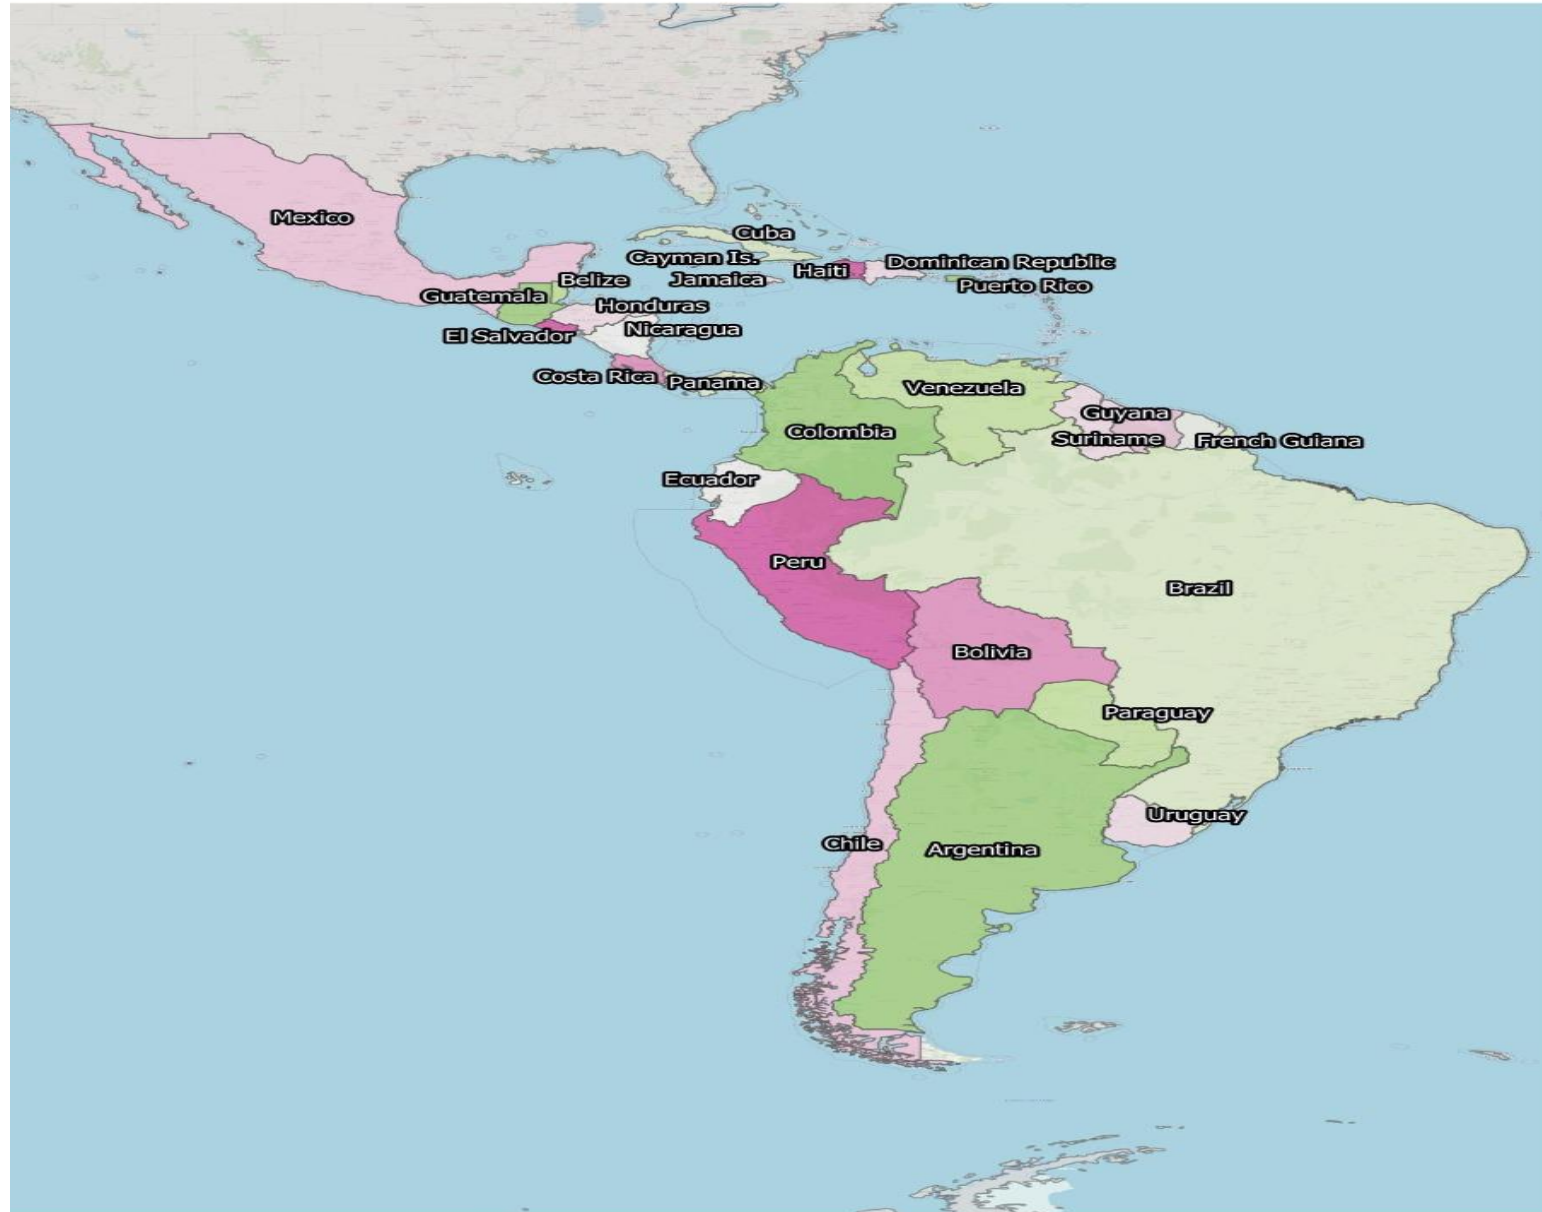 Mexico
Cuba
Cayman Is.
Jamaica
Haiti
Dominican Republic
Puerto Rico
Belize
Guatemala
Honduras
El Salvador
Nicaragua
Costa Rica
Panama
Venezuela
Guyana
Colombia
Suriname
French Guiana
Ecuador
Peru
Brazil
Bolivia
Paraguay
Uruguay
Chile
Argentina